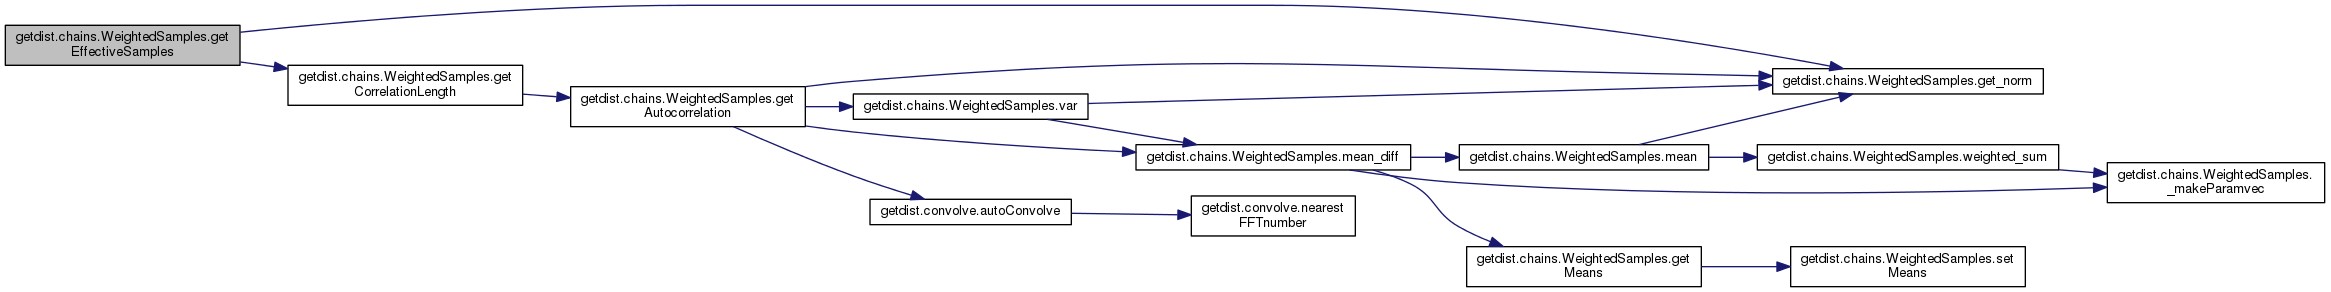 getdist.chains.WeightedSamples.get
EffectiveSamples
getdist.chains.WeightedSamples.get
CorrelationLength
getdist.chains.WeightedSamples.get
Autocorrelation
getdist.chains.WeightedSamples.var
getdist.chains.WeightedSamples.mean_diff
getdist.chains.WeightedSamples.mean
getdist.chains.WeightedSamples.get_norm
getdist.chains.WeightedSamples.weighted_sum
getdist.chains.WeightedSamples.
_makeParamvec
getdist.convolve.autoConvolve
getdist.convolve.nearest
FFTnumber
getdist.chains.WeightedSamples.get
Means
getdist.chains.WeightedSamples.set
Means